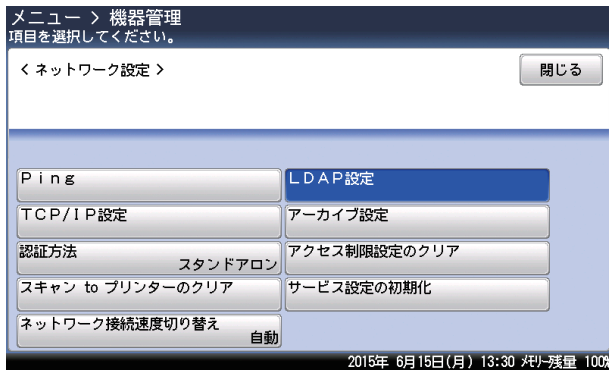 メニュー > 機器管理
項目を選択してください。
< ネットワーク設定 >
閉じる
Ping
LDAP設定
TCP/IP設定
アーカイブ設定
認証方法
スタンドアロン
アクセス制限設定のクリア
スキャン to プリンターのクリア
サービス設定の初期化
ネットワーク接続速度切り替え
自動
2015年 6月15日(月) 13:30 メモリー残量 100%